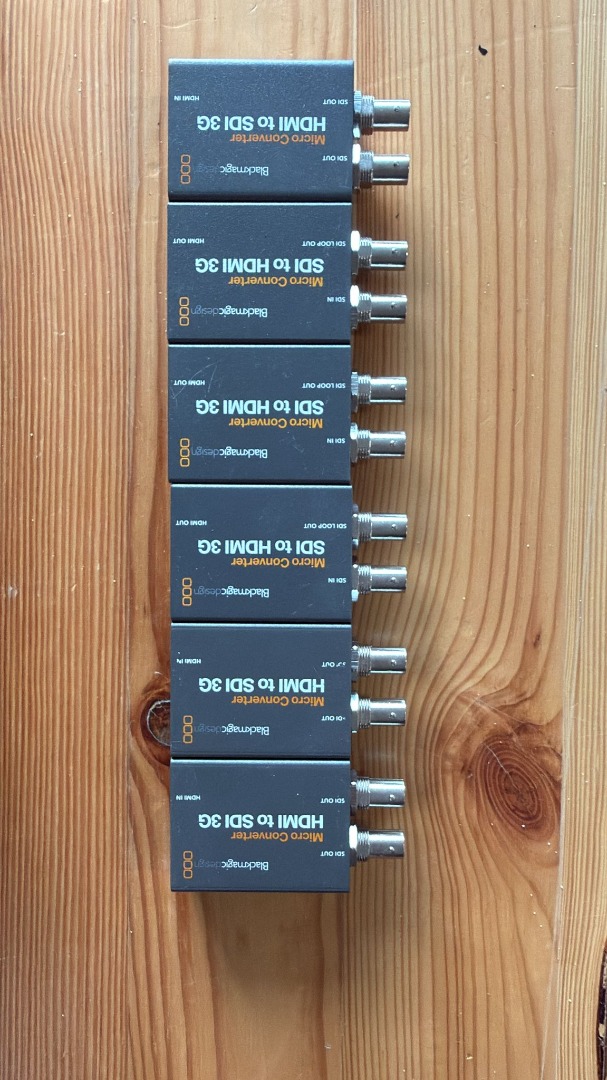 Blackmagicdesign
SDI OUT
Micro Converter
HDMI to SDI 3G
SDI OUT
HDMI IN
Blackmagicdesign
DI OUT
Micro Converter
HDMI to SDI 3G
HDMI IN
Blackmagicdesign
SDI IN
Micro Converter
SDI to HDMI 3G
SDI LOOP OUT
HDMI OUT
Blackmagicdesign
SDI IN
Micro Converter
SDI to HDMI 3G
SDI LOOP OUT
HDMI OUT
Blackmagicdesign
SDI IN
Micro Converter
SDI to HDMI 3G
SDI LOOP OUT
HDMI OUT
Blackmagicdesign
SDI OUT
Micro Converter
HDMI to SDI 3G
SDI OUT
HDMI IN